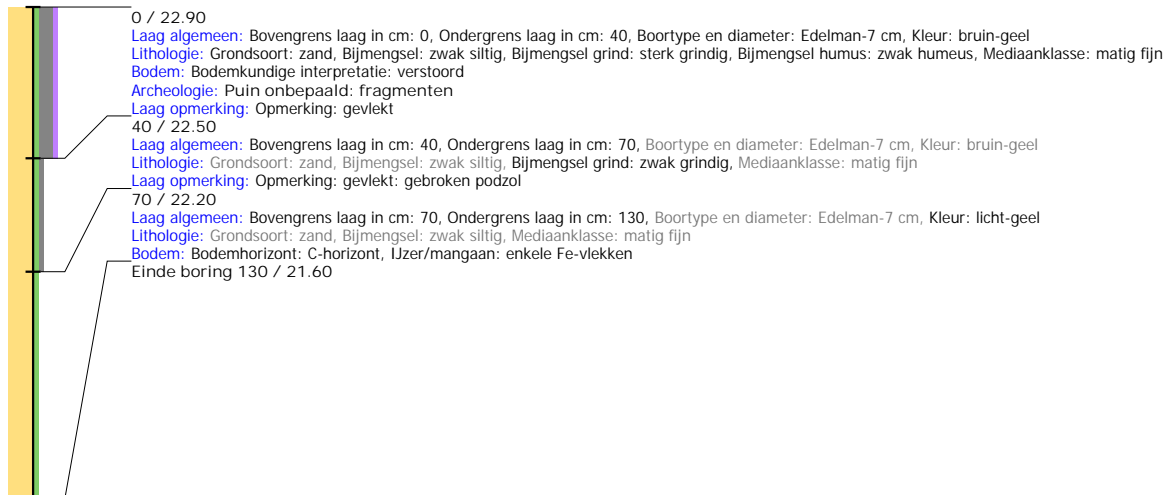 0 / 22.90
Laag algemeen: Bovengrens laag in cm: 0, Ondergrens laag in cm: 40, Boortype en diameter: Edelman-7 cm, Kleur: bruin-geel
Lithologie: Grondsoort: zand, Bijmengsel: zwak siltig, Bijmengsel grind: sterk grindig, Bijmengsel humus: zwak humeus, Mediaanklasse: matig fijn
Bodem: Bodemkundige interpretatie: verstoord
Archeologie: Puin onbepaald: fragmenten
Laag opmerking: Opmerking: gevlekt
40 / 22.50
Laag algemeen: Bovengrens laag in cm: 40, Ondergrens laag in cm: 70, Boortype en diameter: Edelman-7 cm, Kleur: bruin-geel
Lithologie: Grondsoort: zand, Bijmengsel: zwak siltig, Bijmengsel grind: zwak grindig, Mediaanklasse: matig fijn
Laag opmerking: Opmerking: gevlekt: gebroken podzol
70 / 22.20
Laag algemeen: Bovengrens laag in cm: 70, Ondergrens laag in cm: 130, Boortype en diameter: Edelman-7 cm, Kleur: licht-geel
Lithologie: Grondsoort: zand, Bijmengsel: zwak siltig, Mediaanklasse: matig fijn
Bodem: Bodemhorizont: C-horizont, IJzer/mangaan: enkele Fe-vlekken
Einde boring 130 / 21.60